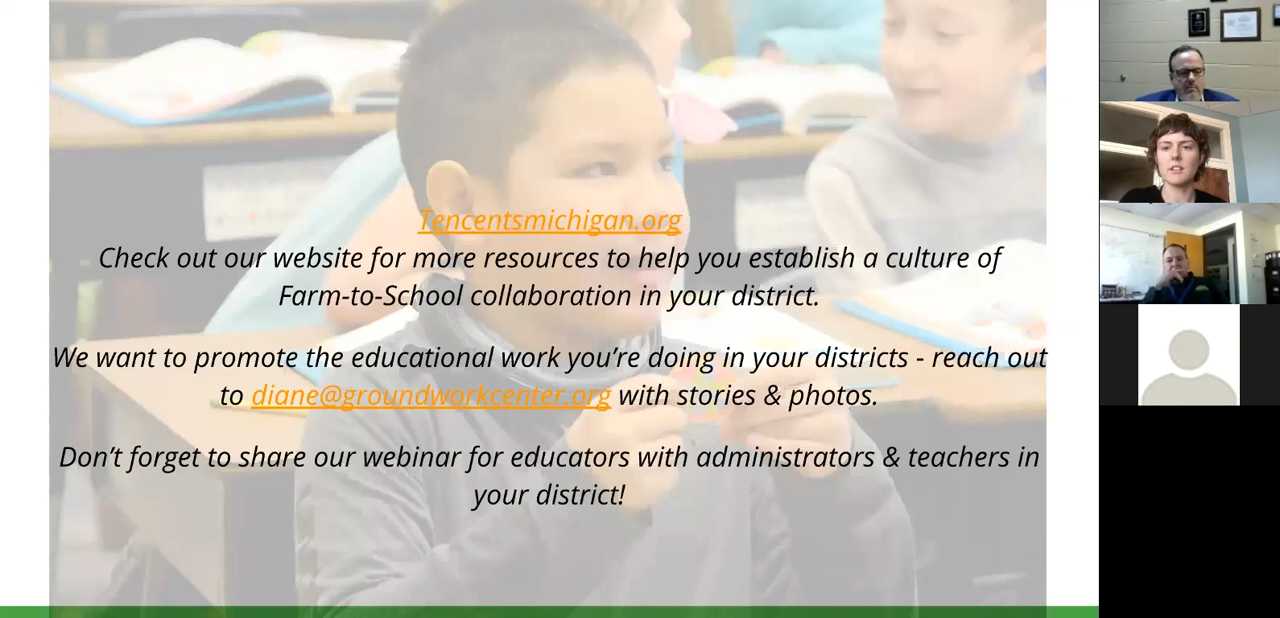 Tencentsmichigan.org
Check out our website for more resources to help you establish a culture of
Farm-to-School collaboration in your district.
We want to promote the educational work you’re doing in your districts - reach out
to diane@groundworkcenter.org with stories & photos.
Don’t forget to share our webinar for educators with administrators & teachers in
your district!